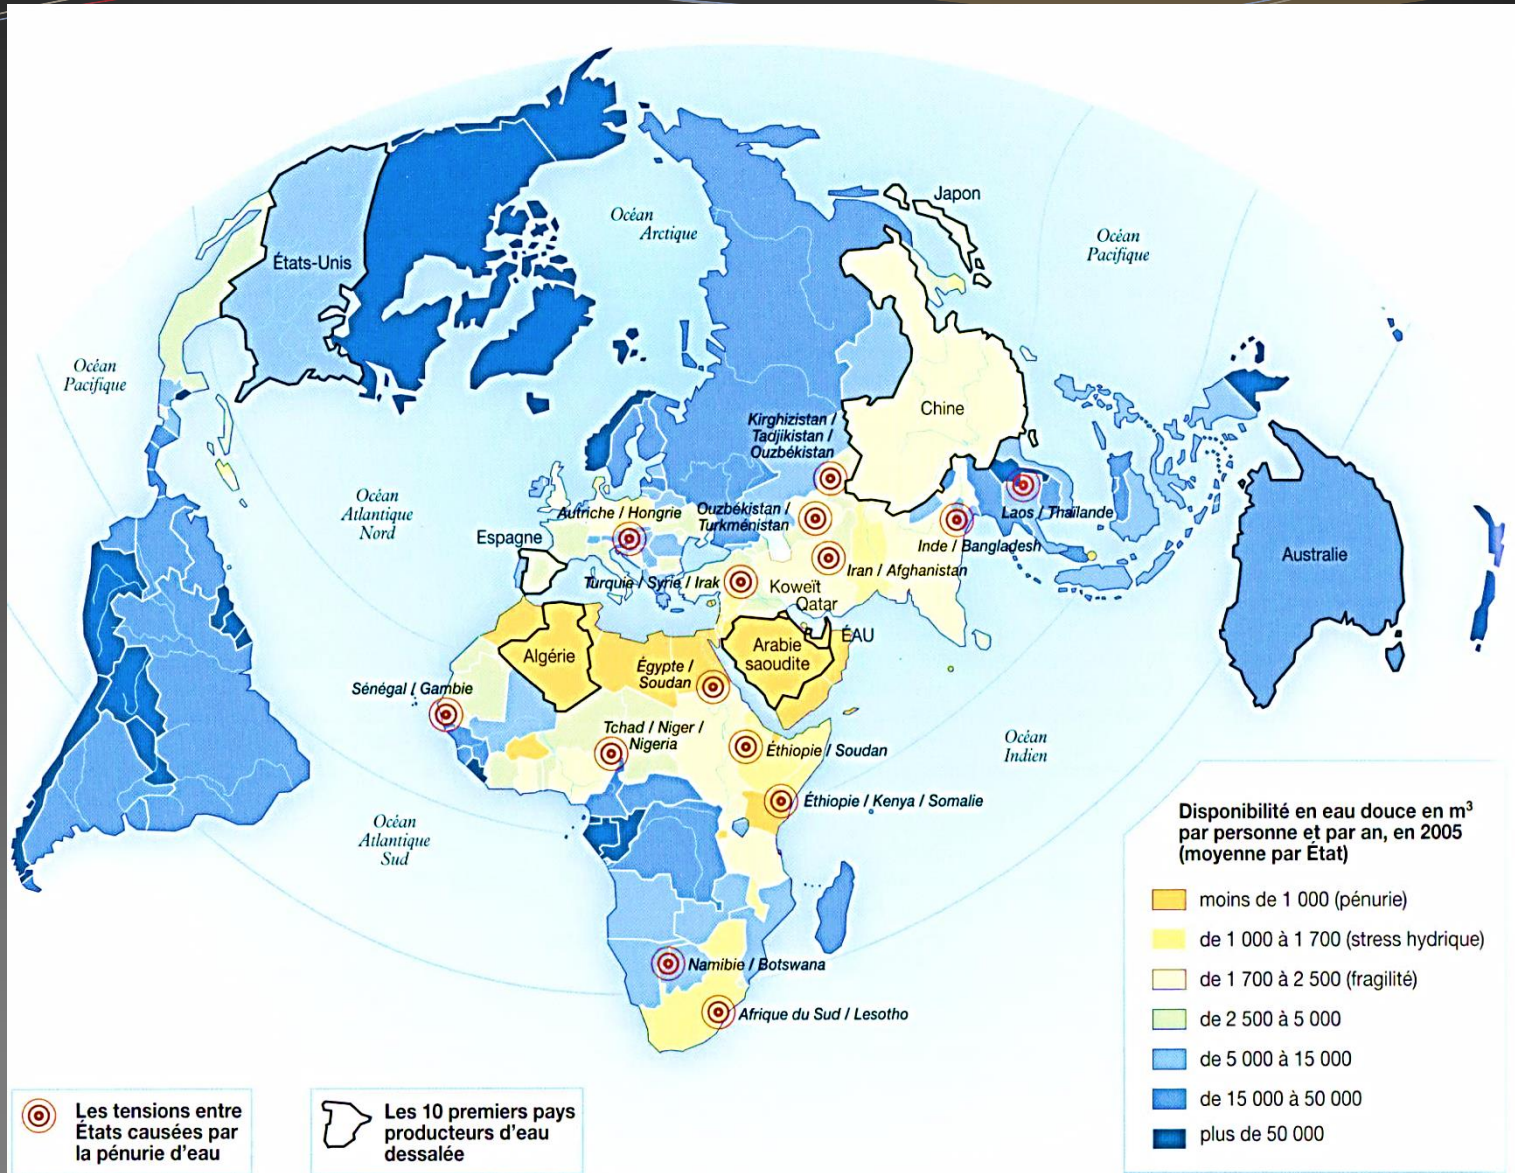 Japon
Océan
Arctique
Océan
Pacifique
États-Unis
Océan
Pacifique
Chine
Kirghizistan /
Tadjikistan /
Ouzbékistan
Océan
Atlantique
Nord
Autriche / Hongrie
Ouzbékistan /
Turkménistan
Laos / Thaïlande
Espagne
Inde / Bangladesh
Australie
Iran / Afghanistan
Turquie / Syrie / Irak
Koweït
Qatar
ÉAU
Arabie
saoudite
Algérie
Égypte /
Soudan
Sénégal / Gambie
Tchad / Niger /
Nigeria
Éthiopie / Soudan
Océan
Indien
Éthiopie / Kenya / Somalie
Océan
Atlantique
Sud
Namibie / Botswana
Afrique du Sud / Lesotho
Disponibilité en eau douce en m³
par personne et par an, en 2005
(moyenne par État)
moins de 1 000 (pénurie)
de 1 000 à 1 700 (stress hydrique)
de 1 700 à 2 500 (fragilité)
de 2 500 à 5 000
de 5 000 à 15 000
de 15 000 à 50 000
plus de 50 000
Les tensions entre
États causées par
la pénurie d'eau
Les 10 premiers pays
producteurs d'eau
dessalée